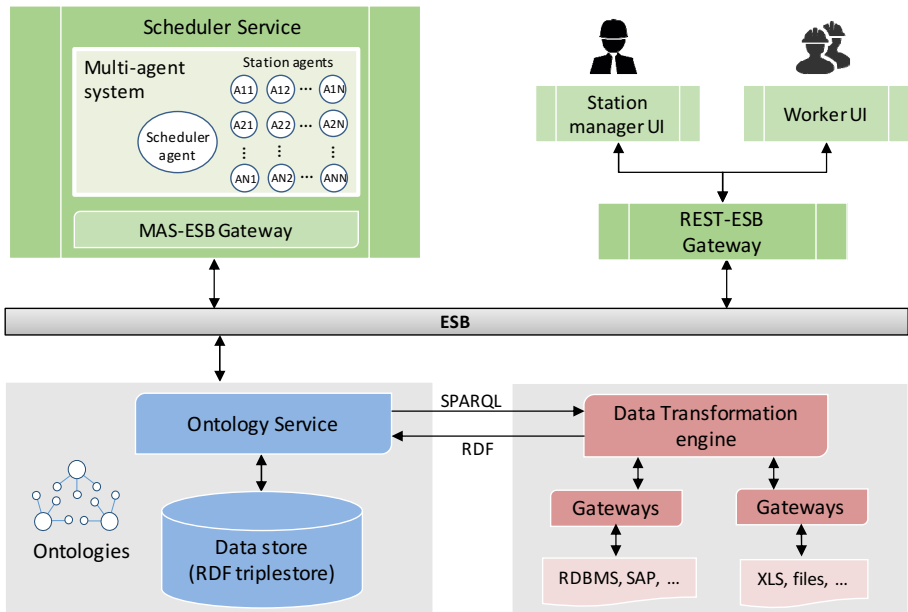 Scheduler Service
Multi-agent
system
Station agents
A11 A12 ··· A1N
A21 A22 ··· A2N
Scheduler
agent
⋮ ⋮ ⋮
AN1 AN2 ··· ANN
MAS-ESB Gateway
Station
manager UI
Worker UI
REST-ESB
Gateway
ESB
Ontology Service
SPARQL
RDF
Data Transformation
engine
Ontologies
Data store
(RDF triplestore)
Gateways
Gateways
RDBMS, SAP, ...
XLS, files, ...